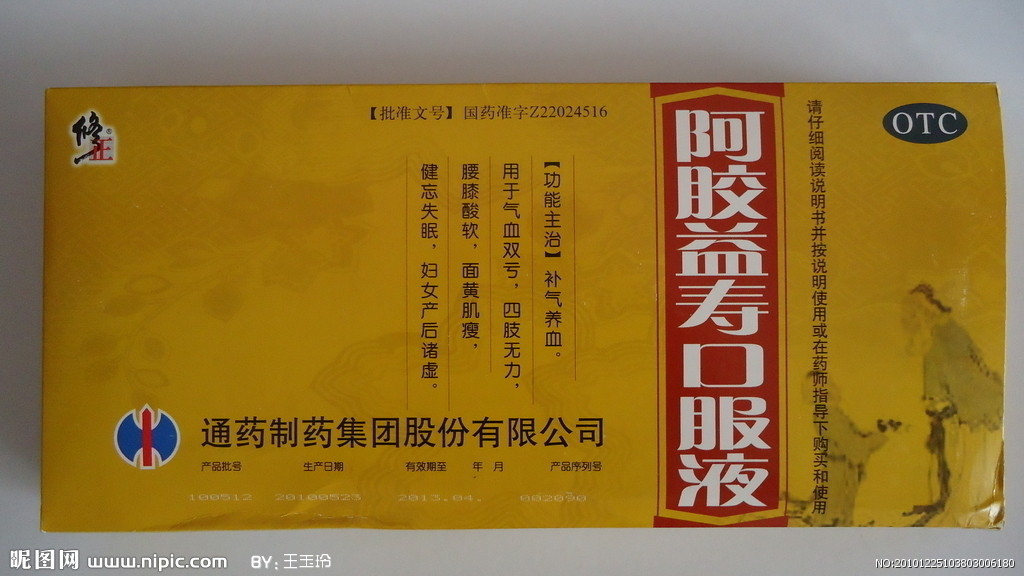 修正
®
【批准文号】 国药准字Z22024516
OTC
请仔细阅读说明书并按说明使用或在药师指导下购买和使用
阿胶益寿口服液
【功能主治】补气养血。
用于气血双亏，四肢无力，
腰膝酸软，面黄肌瘦，
健忘失眠，妇女产后诸虚。
通药制药集团股份有限公司
产品批号 生产日期 有效期至 年 月 产品序列号
100512 20100523 2013.04. 002090
昵图网 www.nipic.com BY：王玉玲
NO:20101225103803006180